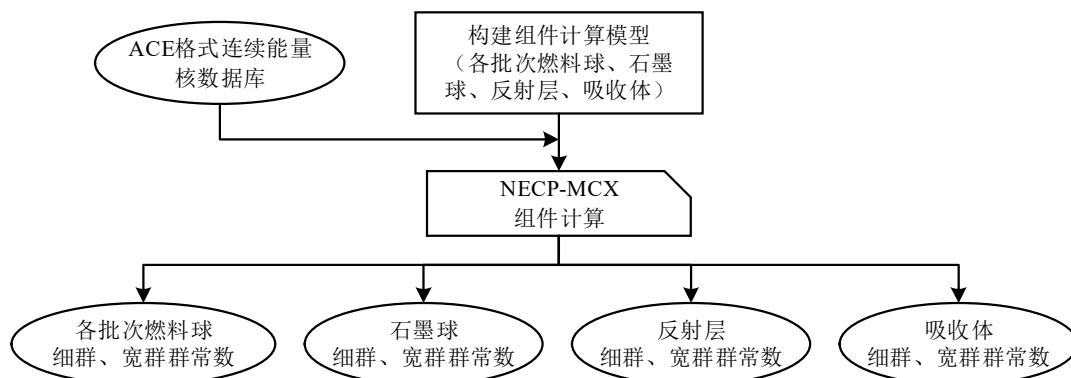 ACE格式连续能量
核数据库
构建组件计算模型
（各批次燃料球、石墨
球、反射层、吸收体）
NECP-MCX
组件计算
各批次燃料球
细群、宽群群常数
石墨球
细群、宽群群常数
反射层
细群、宽群群常数
吸收体
细群、宽群群常数